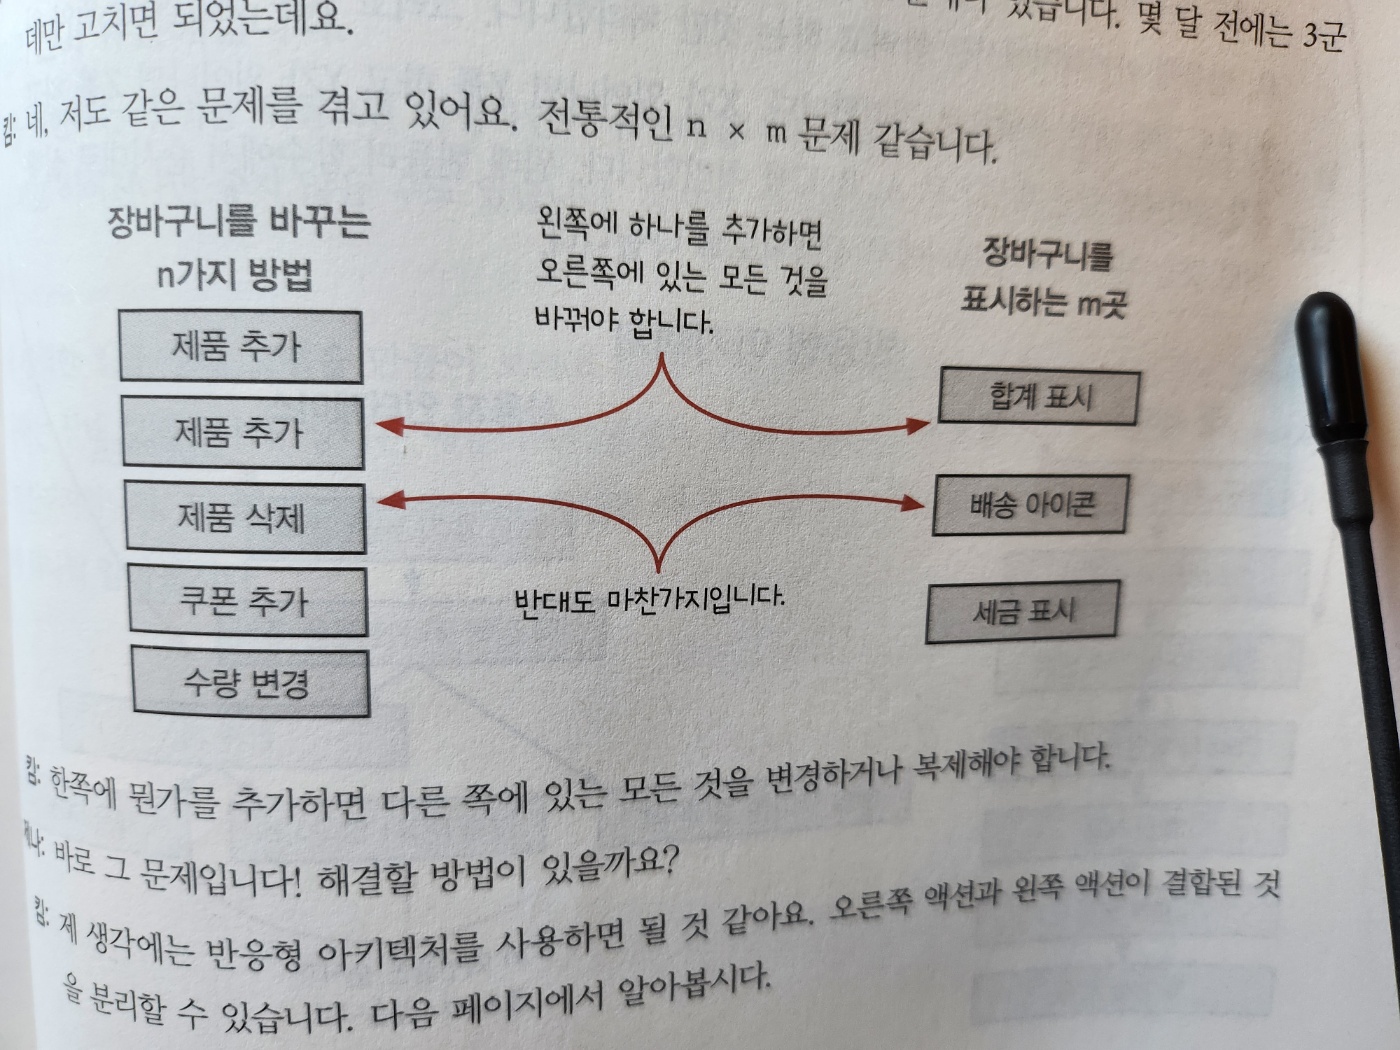 있습니다. 몇 달 전에는 3군
데만 고치면 되었는데요.
킴: 네, 저도 같은 문제를 겪고 있어요. 전통적인 n × m 문제 같습니다.
장바구니를 바꾸는
n가지 방법
제품 추가
제품 추가
제품 삭제
쿠폰 추가
수량 변경
왼쪽에 하나를 추가하면
오른쪽에 있는 모든 것을
바꿔야 합니다.
반대도 마찬가지입니다.
장바구니를
표시하는 m곳
합계 표시
배송 아이콘
세금 표시
킴: 한쪽에 뭔가를 추가하면 다른 쪽에 있는 모든 것을 변경하거나 복제해야 합니다.
제나: 바로 그 문제입니다! 해결할 방법이 있을까요?
킴: 제 생각에는 반응형 아키텍처를 사용하면 될 것 같아요. 오른쪽 액션과 왼쪽 액션이 결합된 것
을 분리할 수 있습니다. 다음 페이지에서 알아봅시다.